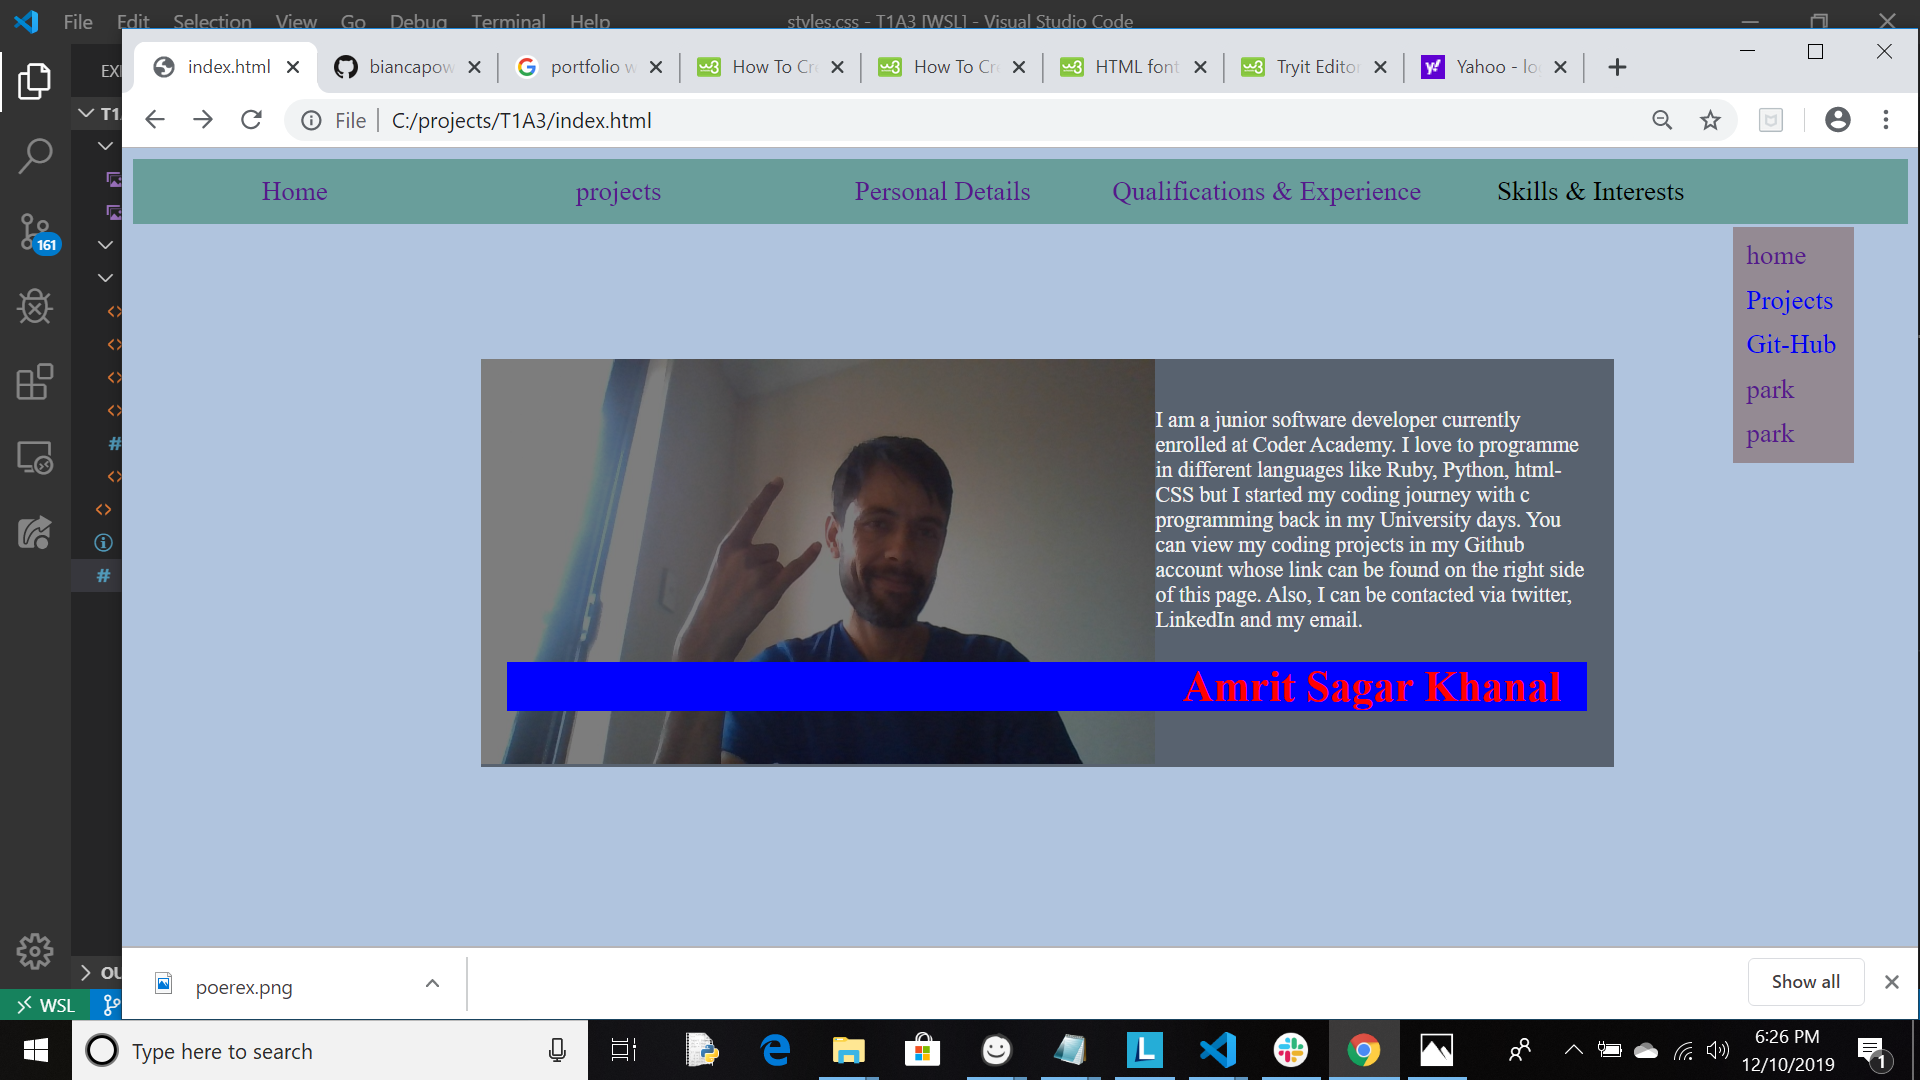 File Edit Selection View Go Debug Terminal Help
styles.css - T1A3 [WSL] - Visual Studio Code
index.html
biancapow
portfolio w
How To Cre
How To Cre
HTML font
Tryit Editor
Yahoo - lo
File
C:/projects/T1A3/index.html
EX
T1
161
Home projects Personal Details Qualifications & Experience Skills & Interests
home
Projects
Git-Hub
park
park
I am a junior software developer currently
enrolled at Coder Academy. I love to programme
in different languages like Ruby, Python, html-
CSS but I started my coding journey with c
programming back in my University days. You
can view my coding projects in my Github
account whose link can be found on the right side
of this page. Also, I can be contacted via twitter,
LinkedIn and my email.
Amrit Sagar Khanal
OU
poerex.png
Show all
WSL
Type here to search
6:26 PM
12/10/2019
1